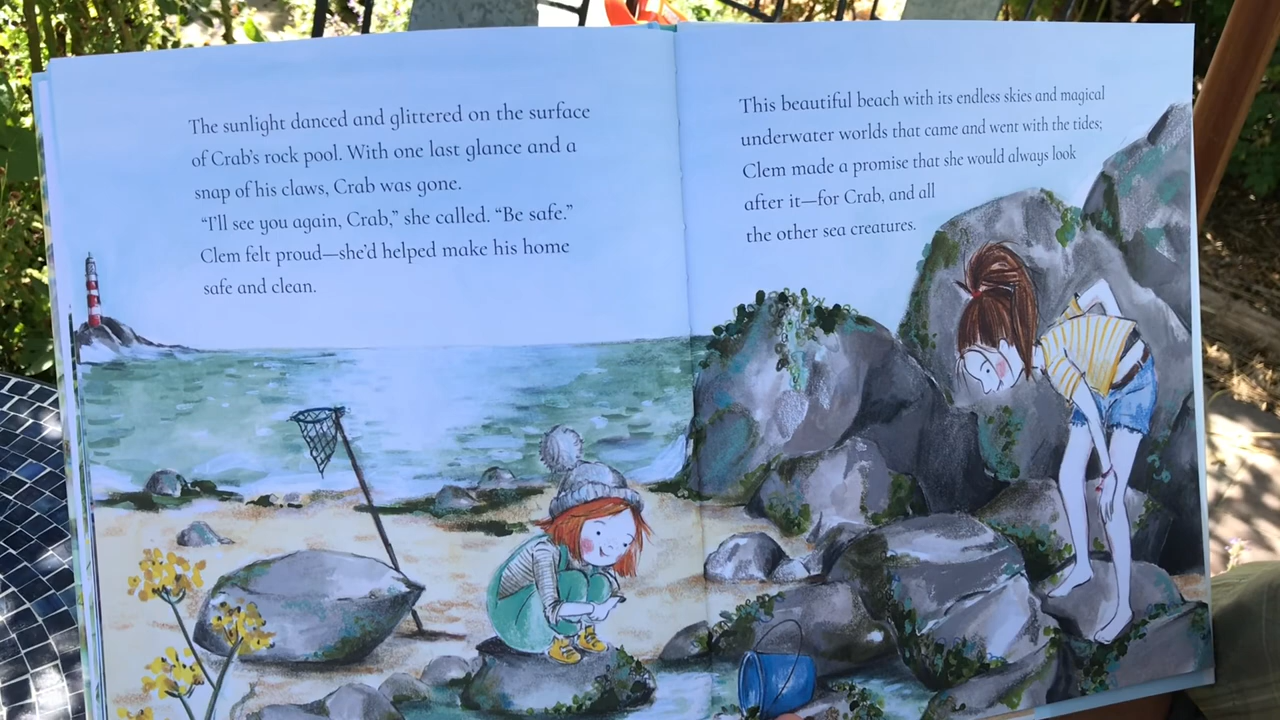 The sunlight danced and glittered on the surface
of Crab's rock pool. With one last glance and a
snap of his claws, Crab was gone.
“I'll see you again, Crab,” she called. “Be safe.”
Clem felt proud—she'd helped make his home
safe and clean.
This beautiful beach with its endless skies and magical
underwater worlds that came and went with the tides;
Clem made a promise that she would always look
after it—for Crab, and all
the other sea creatures.